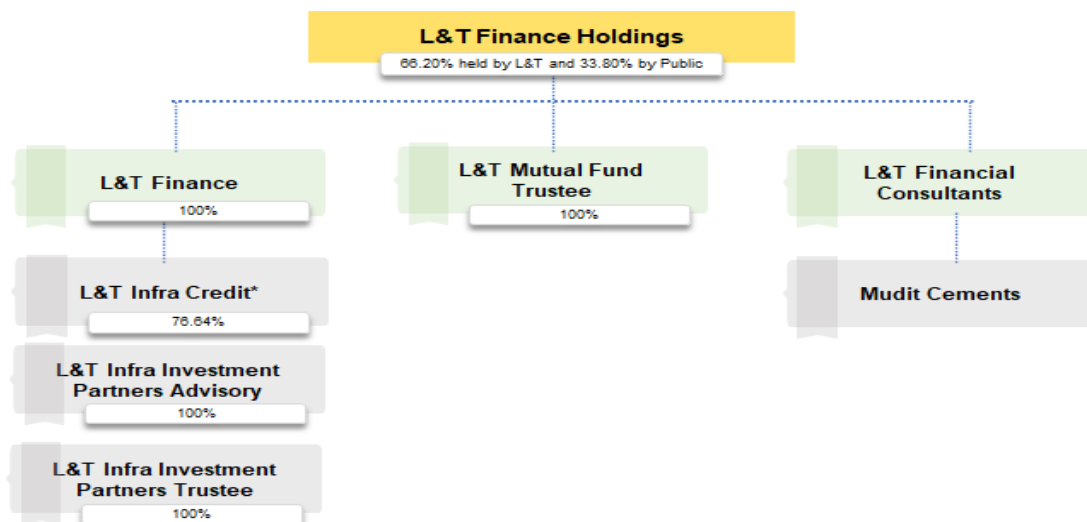 L&T Finance Holdings
66.20% held by L&T and 33.80% by Public
L&T Finance
100%
L&T Mutual Fund
Trustee
100%
L&T Financial
Consultants
L&T Infra Credit*
76.64%
Mudit Cements
L&T Infra Investment
Partners Advisory
100%
L&T Infra Investment
Partners Trustee
100%